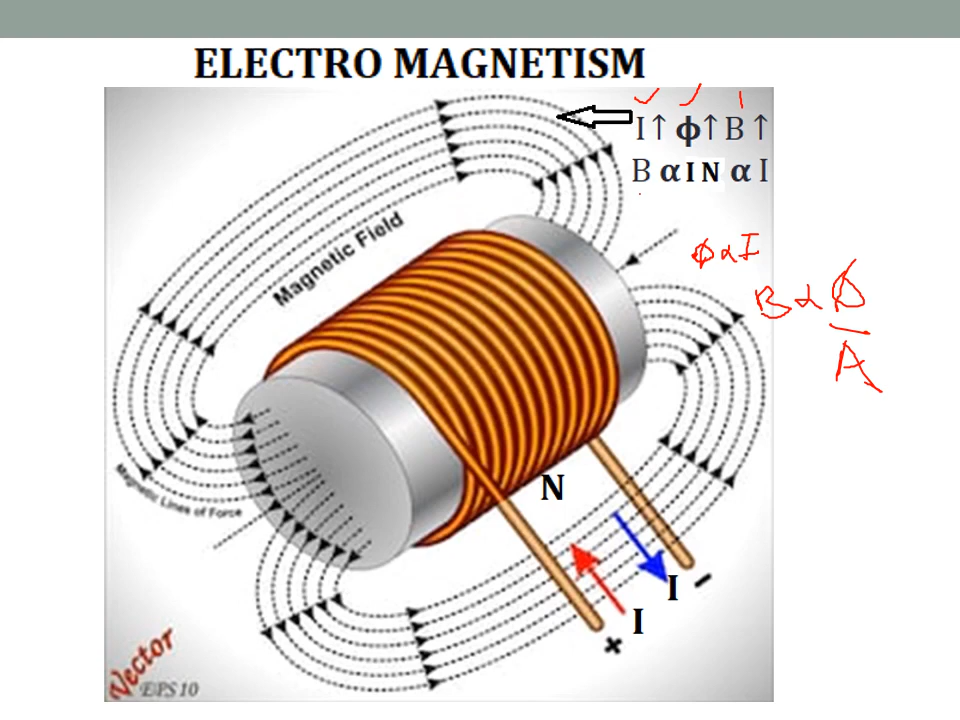 ELECTRO MAGNETISM
I↑ ϕ↑ B↑
B α I N α I
Magnetic Field
ϕ α I
B α ϕ
A
Magnetic Lines of Force
N
I -
I
+
Vector
EPS 10